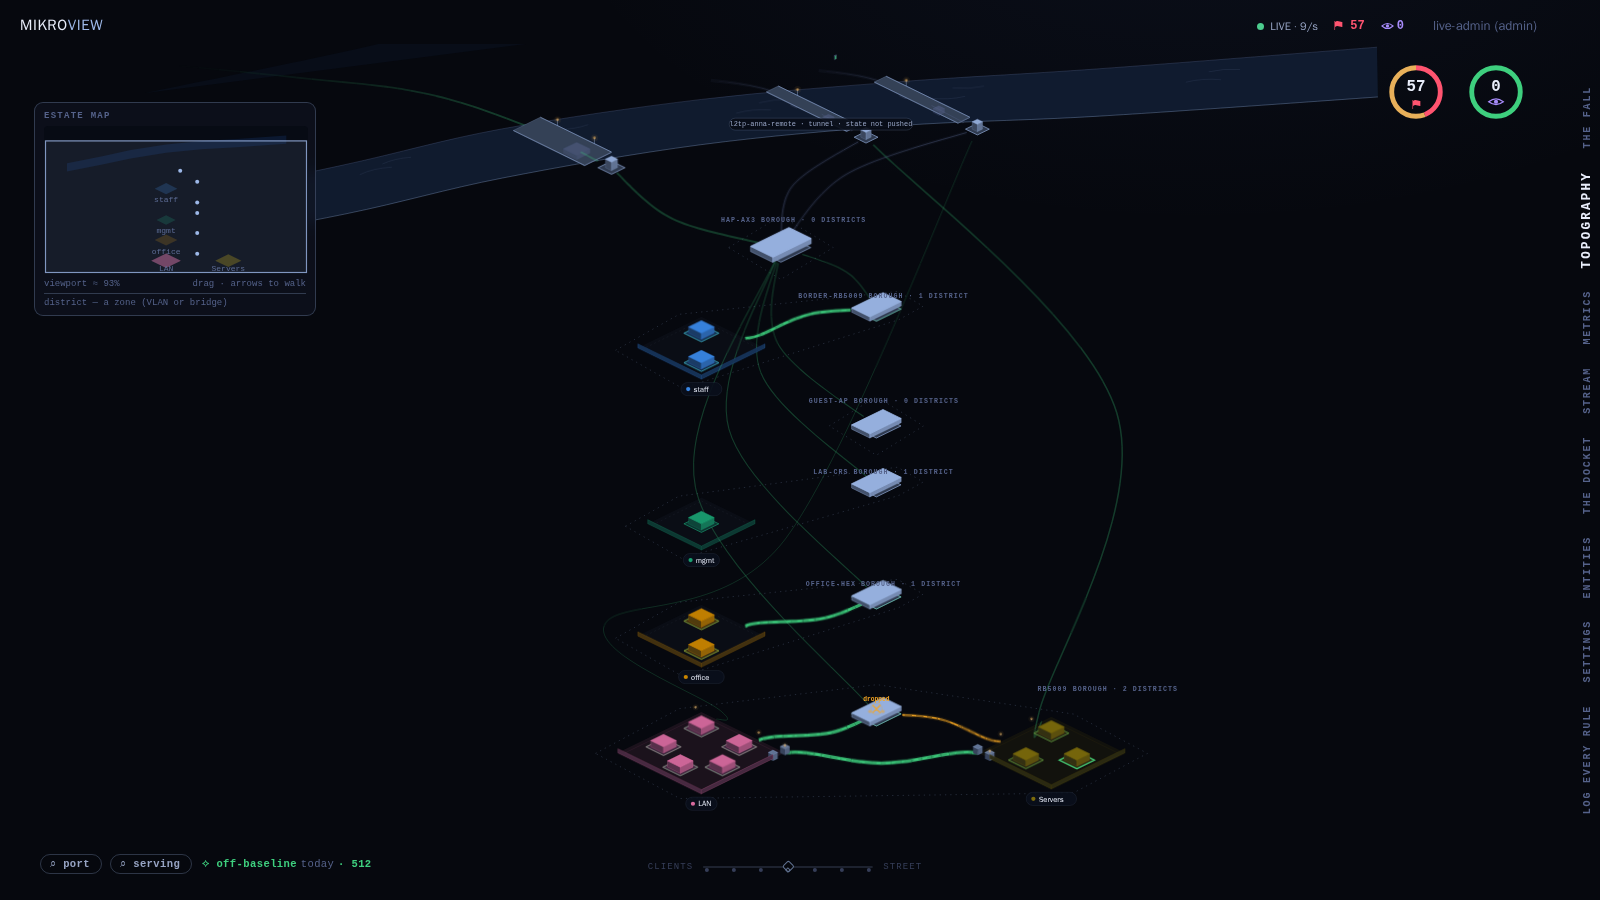 MIKROVIEW
LIVE · 9/s
57
0
live-admin (admin)
57
0
ESTATE MAP
staff
mgmt
office
LAN
Servers
viewport ≈ 93%
drag · arrows to walk
district — a zone (VLAN or bridge)
l2tp-anna-remote · tunnel · state not pushed
HAP-AX3 BOROUGH · 0 DISTRICTS
BORDER-RB5009 BOROUGH · 1 DISTRICT
staff
GUEST-AP BOROUGH · 0 DISTRICTS
LAB-CRS BOROUGH · 1 DISTRICT
mgmt
OFFICE-HEX BOROUGH · 1 DISTRICT
office
dropped
RB5009 BOROUGH · 2 DISTRICTS
LAN
Servers
THE FALL
TOPOGRAPHY
METRICS
STREAM
THE DOCKET
ENTITIES
SETTINGS
LOG EVERY RULE
port
serving
off-baseline today · 512
CLIENTS
STREET